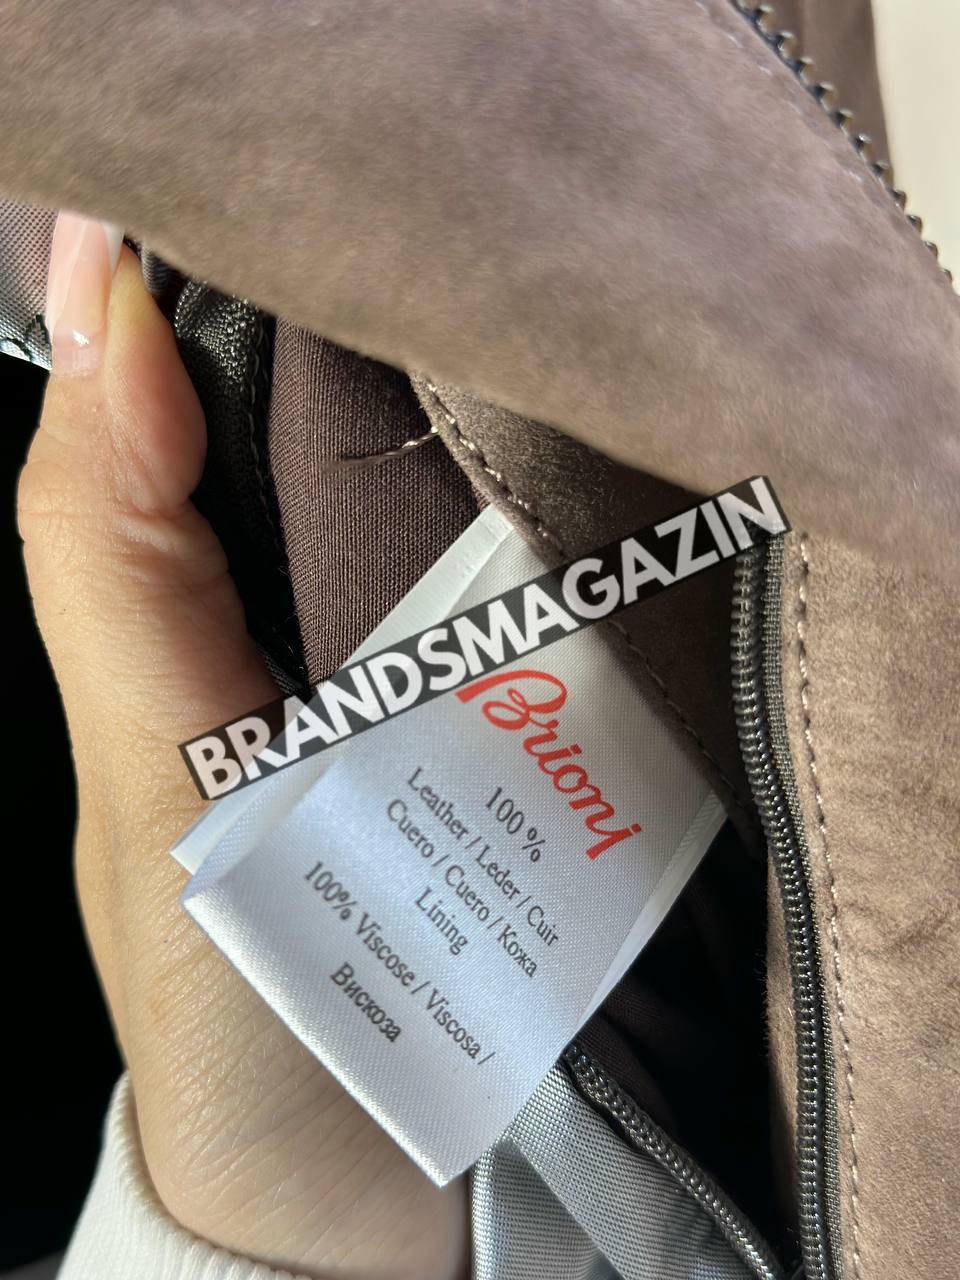 BRANDSMAGAZIN
Brioni
100 %
Leather / Leder / Cuir
Cuero / Cuero / Кожа
Lining
100% Viscose / Viscosa /
Вискоза